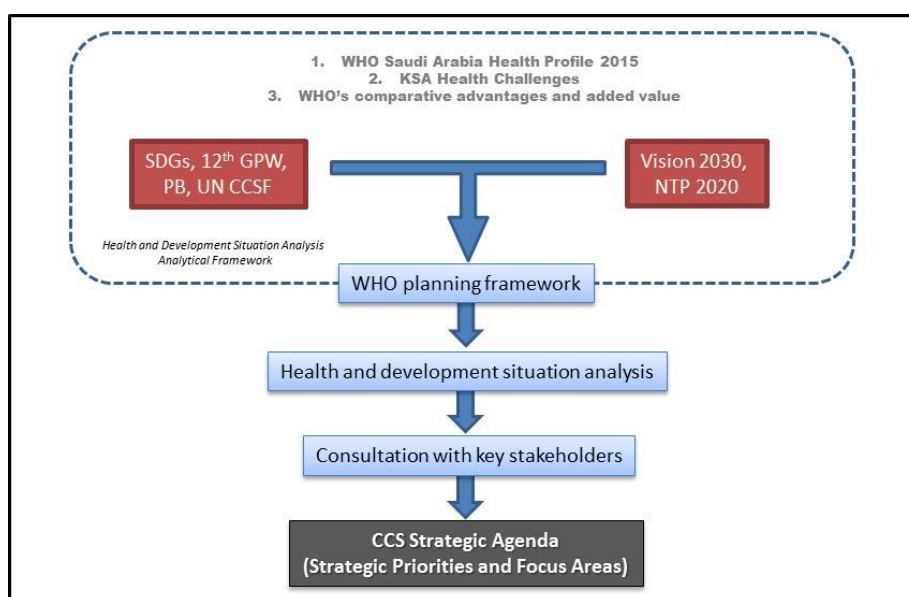 1. WHO Saudi Arabia Health Profile 2015
2. KSA Health Challenges
3. WHO's comparative advantages and added value
SDGs, 12th GPW,
PB, UN CCSF
Vision 2030,
NTP 2020
Health and Development Situation Analysis
Analytical Framework
WHO planning framework
Health and development situation analysis
Consultation with key stakeholders
CCS Strategic Agenda
(Strategic Priorities and Focus Areas)